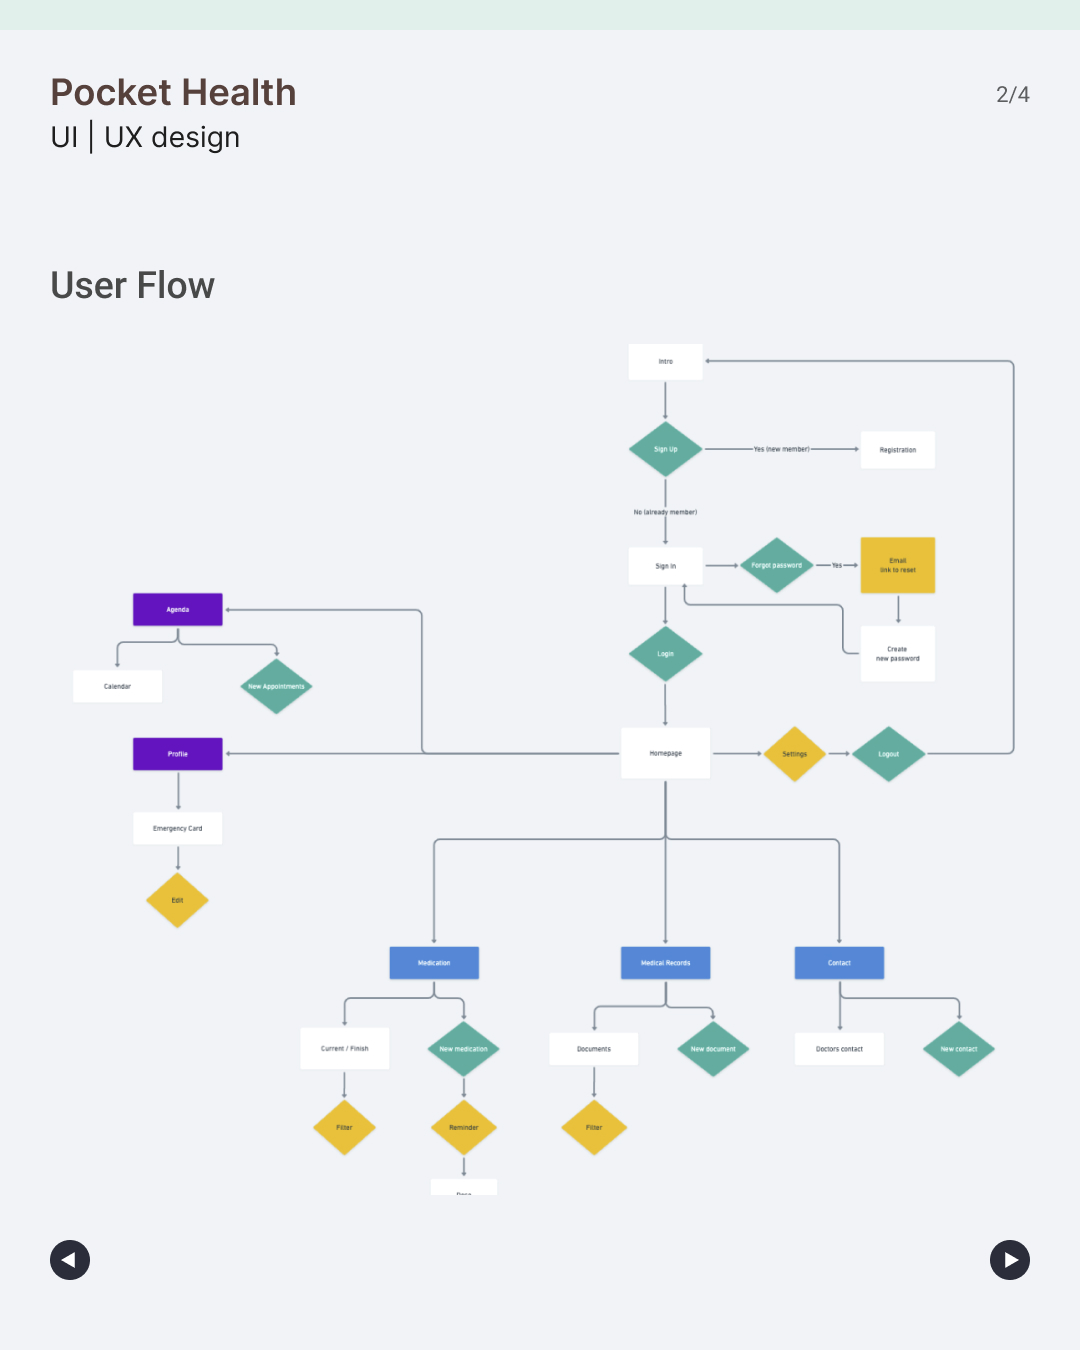 Pocket Health
2/4
UI | UX design
User Flow
Intro
Sign Up
Yes (new member)
Registration
No (already member)
Sign In
Forgot password
Yes
Email
link to reset
Agenda
Calendar
New Appointments
Login
Create
new password
Profile
Homepage
Settings
Logout
Emergency Card
Edit
Medication
Medical Records
Contact
Current / Finish
New medication
Documents
New document
Doctors contact
New contact
Filter
Reminder
Filter